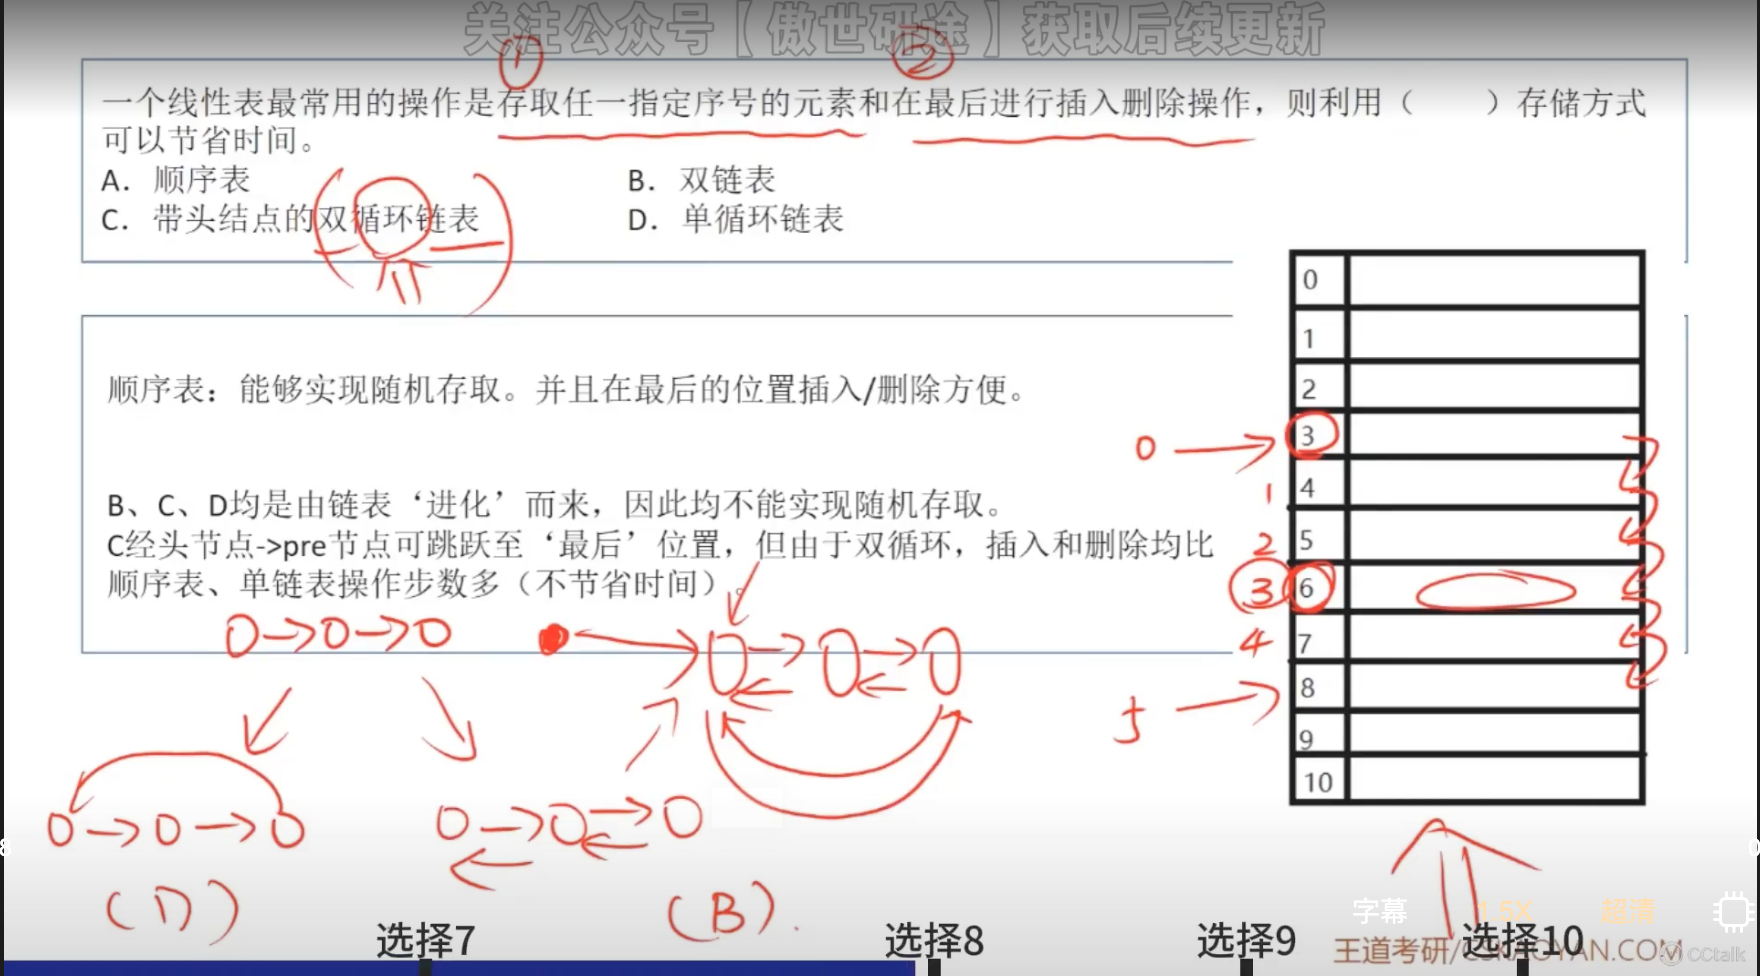 关注公众号【傲世研途】获取后续更新
① ②
一个线性表最常用的操作是存取任一指定序号的元素和在最后进行插入删除操作，则利用（　　）存储方式
可以节省时间。
A．顺序表 B．双链表
C．带头结点的双循环链表 D．单循环链表
顺序表：能够实现随机存取。并且在最后的位置插入/删除方便。
B、C、D均是由链表‘进化’而来，因此均不能实现随机存取。
C经头节点->pre节点可跳跃至‘最后’位置，但由于双循环，插入和删除均比
顺序表、单链表操作步数多（不节省时间）。
0
1
2
0 3
1 4
2 5
3 6
4 7
5 8
9
10
(D) (B)
字幕 1.5X 超清
选择7 选择8 选择9 选择10
王道考研/CSKAOYAN.COM
CCtalk